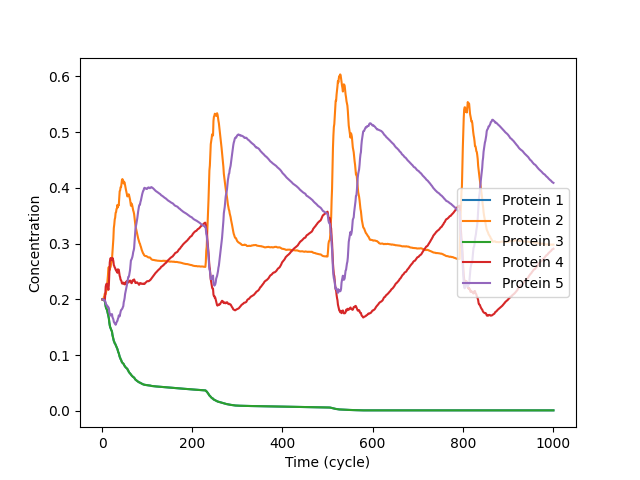 0.6
0.5
0.4
0.3
0.2
0.1
0.0
Concentration
Protein 1
Protein 2
Protein 3
Protein 4
Protein 5
0 200 400 600 800 1000
Time (cycle)